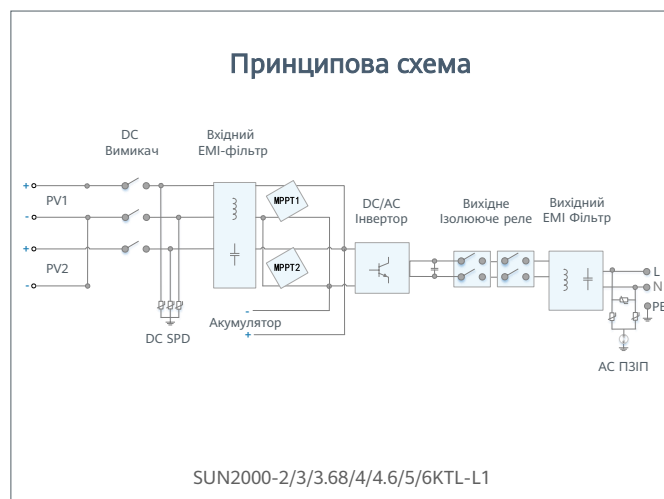 Принципова схема
DC
Вимикач
Вхідний
EMI-фільтр
DC/AC
Інвертор
Вихідне
Ізолююче реле
Вихідний
EMI Фільтр
+
PV1
-
+
PV2
-
MPPT1
MPPT2
L
N
PE
-
Акумулятор
+
DC SPD
АС ПЗІП
SUN2000-2/3/3.68/4/4.6/5/6KTL-L1